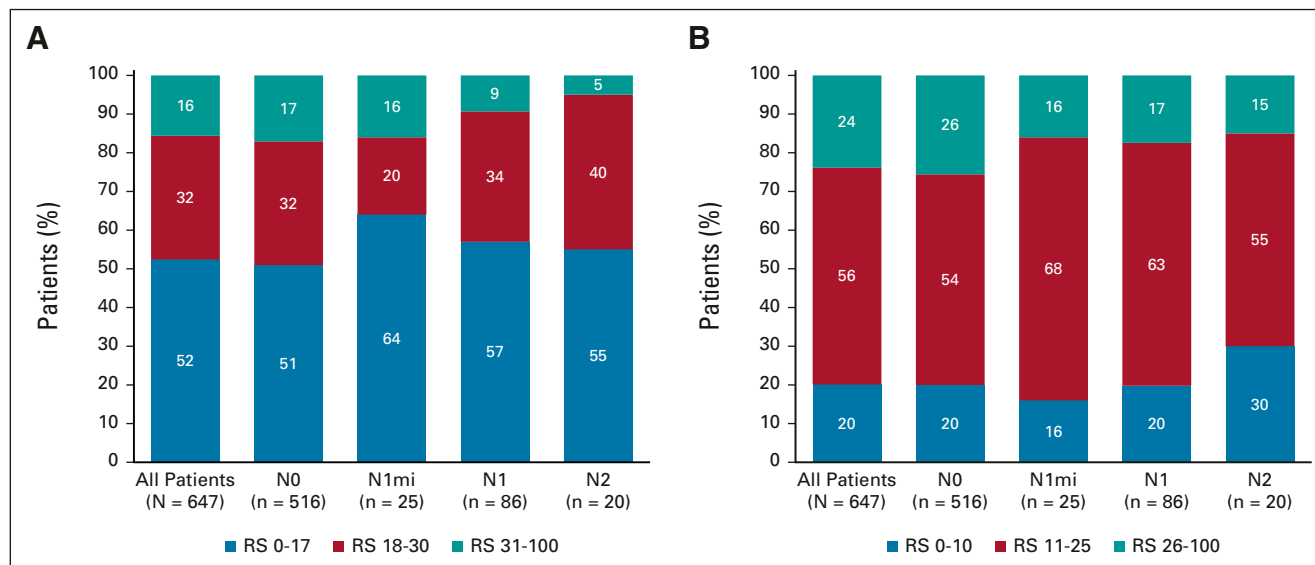 A
Patients (%)
100
90
80
70
60
50
40
30
20
10
0
16
32
52
17
32
51
16
20
64
9
34
57
5
40
55
All Patients
(N = 647)
N0
(n = 516)
N1mi
(n = 25)
N1
(n = 86)
N2
(n = 20)
RS 0-17 RS 18-30 RS 31-100
B
Patients (%)
100
90
80
70
60
50
40
30
20
10
0
24
56
20
26
54
20
16
68
16
17
63
20
15
55
30
All Patients
(N = 647)
N0
(n = 516)
N1mi
(n = 25)
N1
(n = 86)
N2
(n = 20)
RS 0-10 RS 11-25 RS 26-100